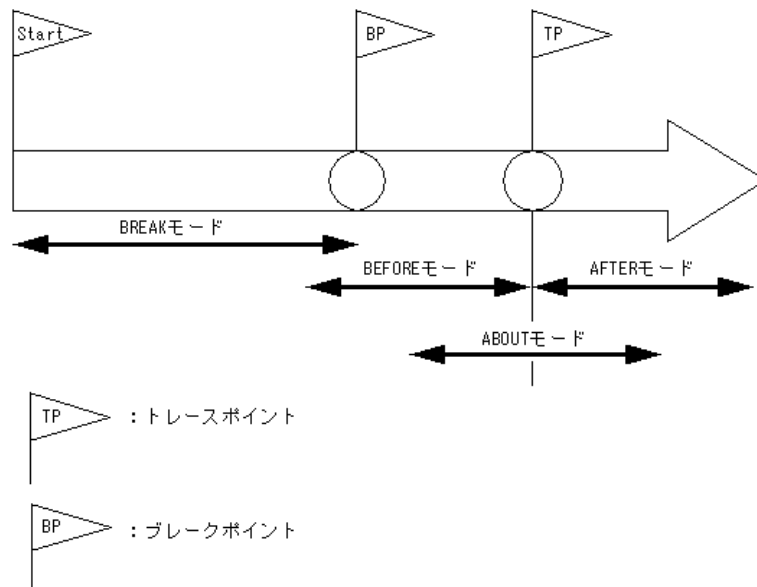 Start
BP
TP
BREAKモード
BEFOREモード
AFTERモード
ABOUTモード
TP :トレースポイント
BP :ブレークポイント